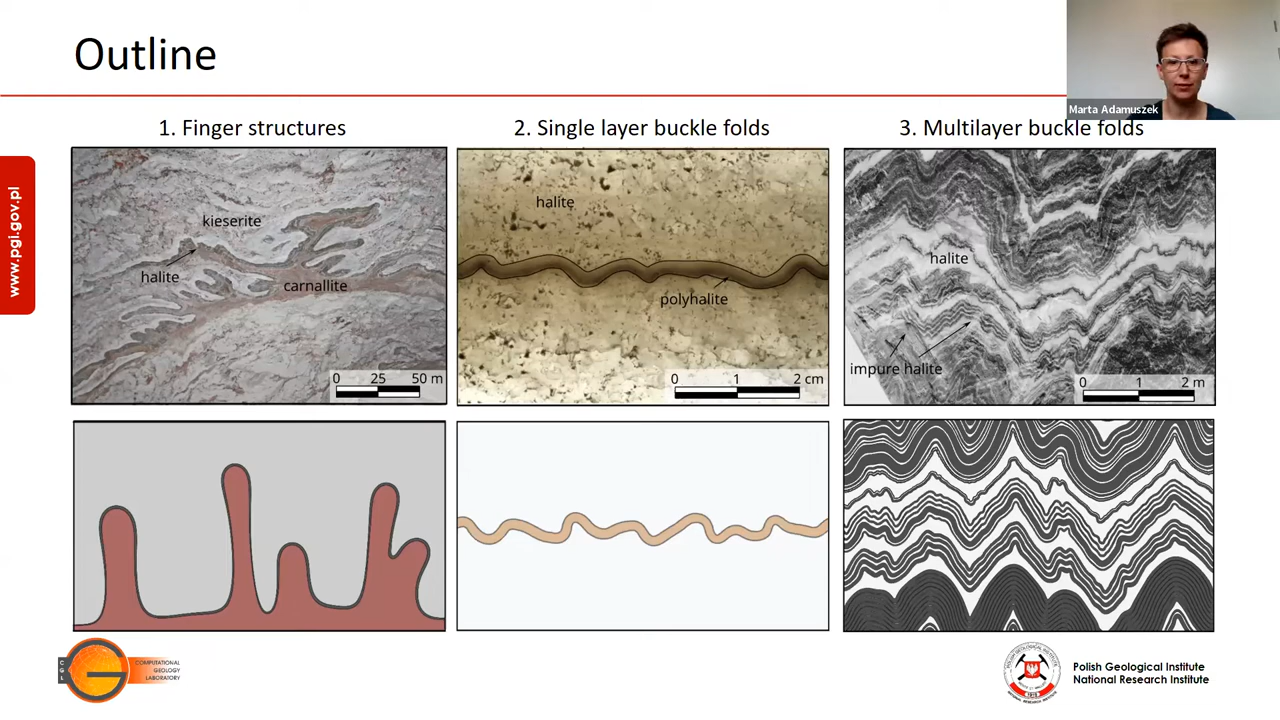 Outline
Marta Adamuszek
1. Finger structures
2. Single layer buckle folds
3. Multilayer buckle folds
www.pgi.gov.pl
kieserite
halite
carnallite
0 25 50 m
halite
polyhalite
0 1 2 cm
halite
impure halite
0 1 2 m
CGL
COMPUTATIONAL
GEOLOGY
LABORATORY
Polish Geological Institute
National Research Institute